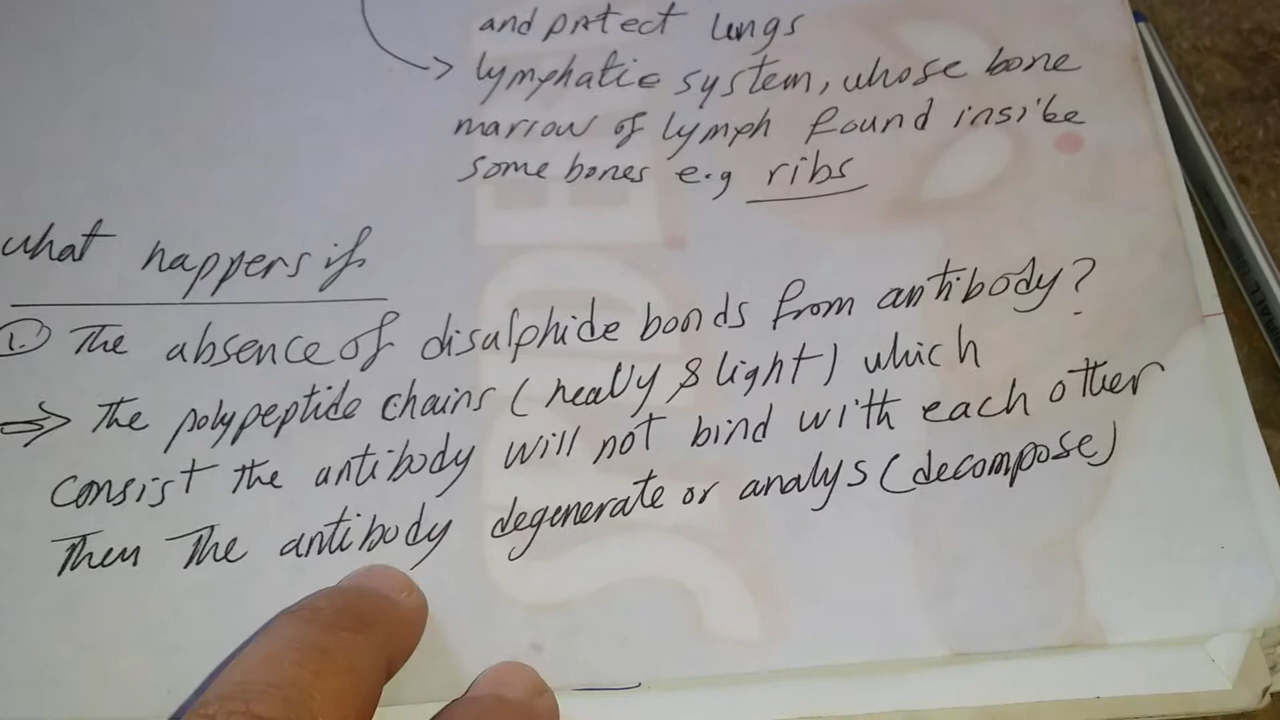 and prtect lungs
lymphatic system, whose bone
marrow of lymph found insibe
some bones e.g ribs
what happers if
1. The absence of disulphide bonds from antibody?
⇒ The polypeptide chains (heavy & light) which
consist the antibody will not bind with each other
Then The antibody degenerate or analys (decompose)